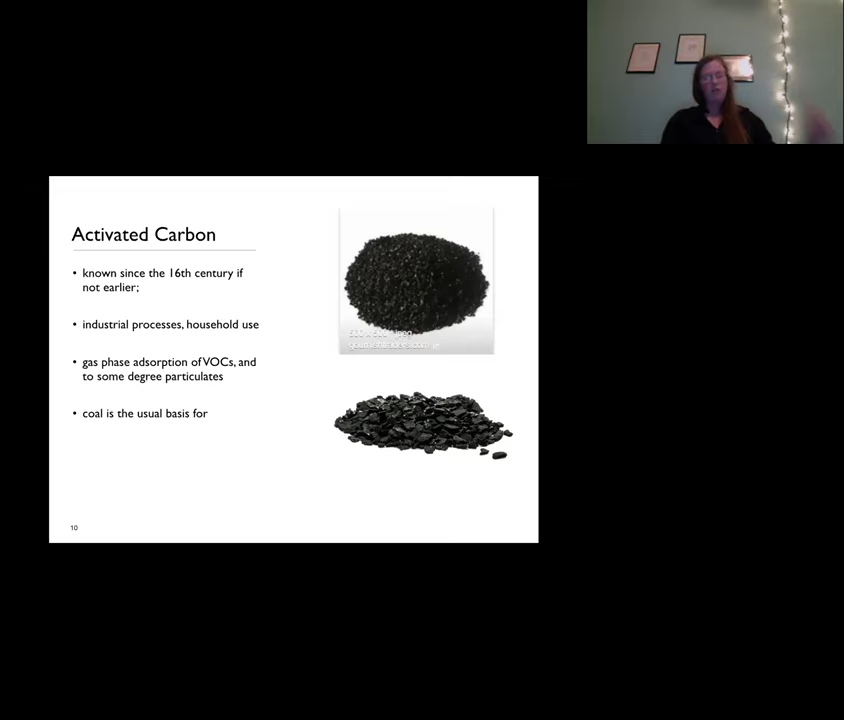 Activated Carbon
• known since the 16th century if
not earlier;
• industrial processes, household use
• gas phase adsorption of VOCs, and
to some degree particulates
• coal is the usual basis for
10